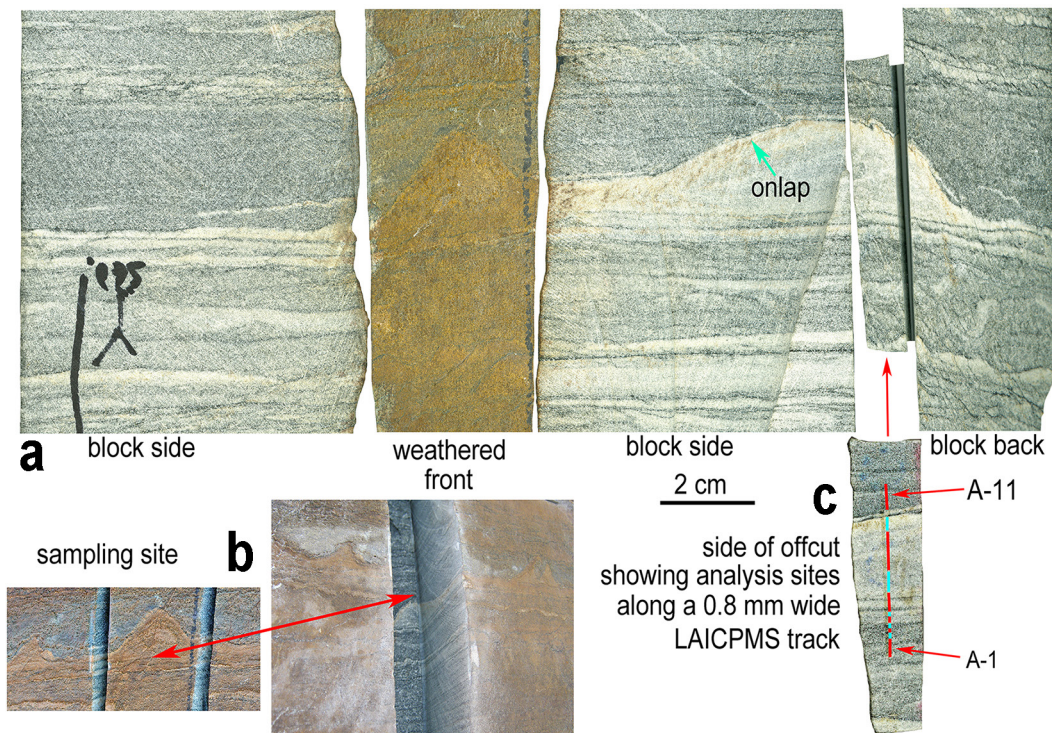 onlap
a
block side
weathered
front
block side
block back
2 cm
c
A-11
sampling site
b
side of offcut
showing analysis sites
along a 0.8 mm wide
LAICPMS track
A-1